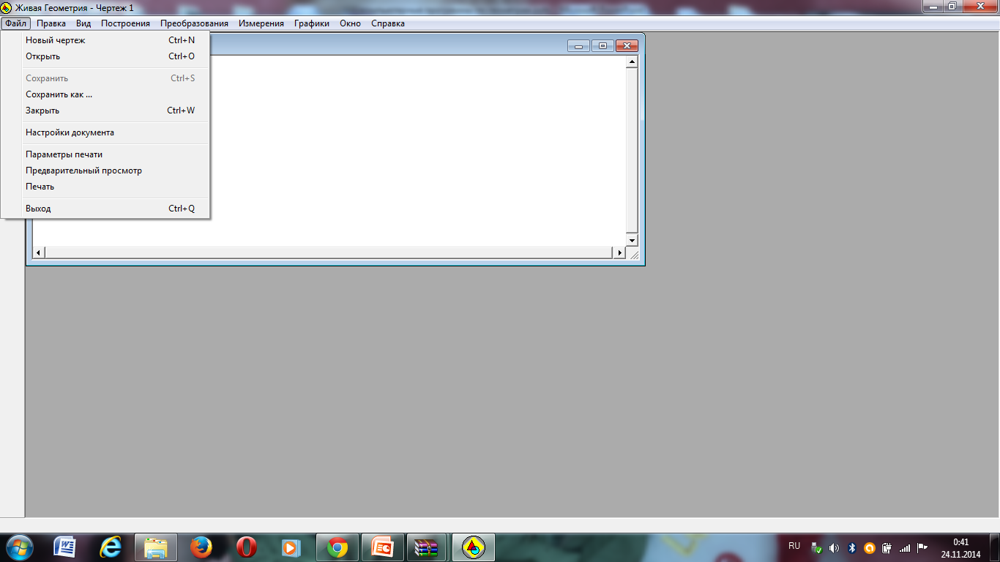 Живая Геометрия - Чертеж 1
Файл Правка Вид Построения Преобразования Измерения Графики Окно Справка
Новый чертеж Ctrl+N
Открыть Ctrl+O
Сохранить Ctrl+S
Сохранить как ...
Закрыть Ctrl+W
Настройки документа
Параметры печати
Предварительный просмотр
Печать
Выход Ctrl+Q
RU
0:41
24.11.2014